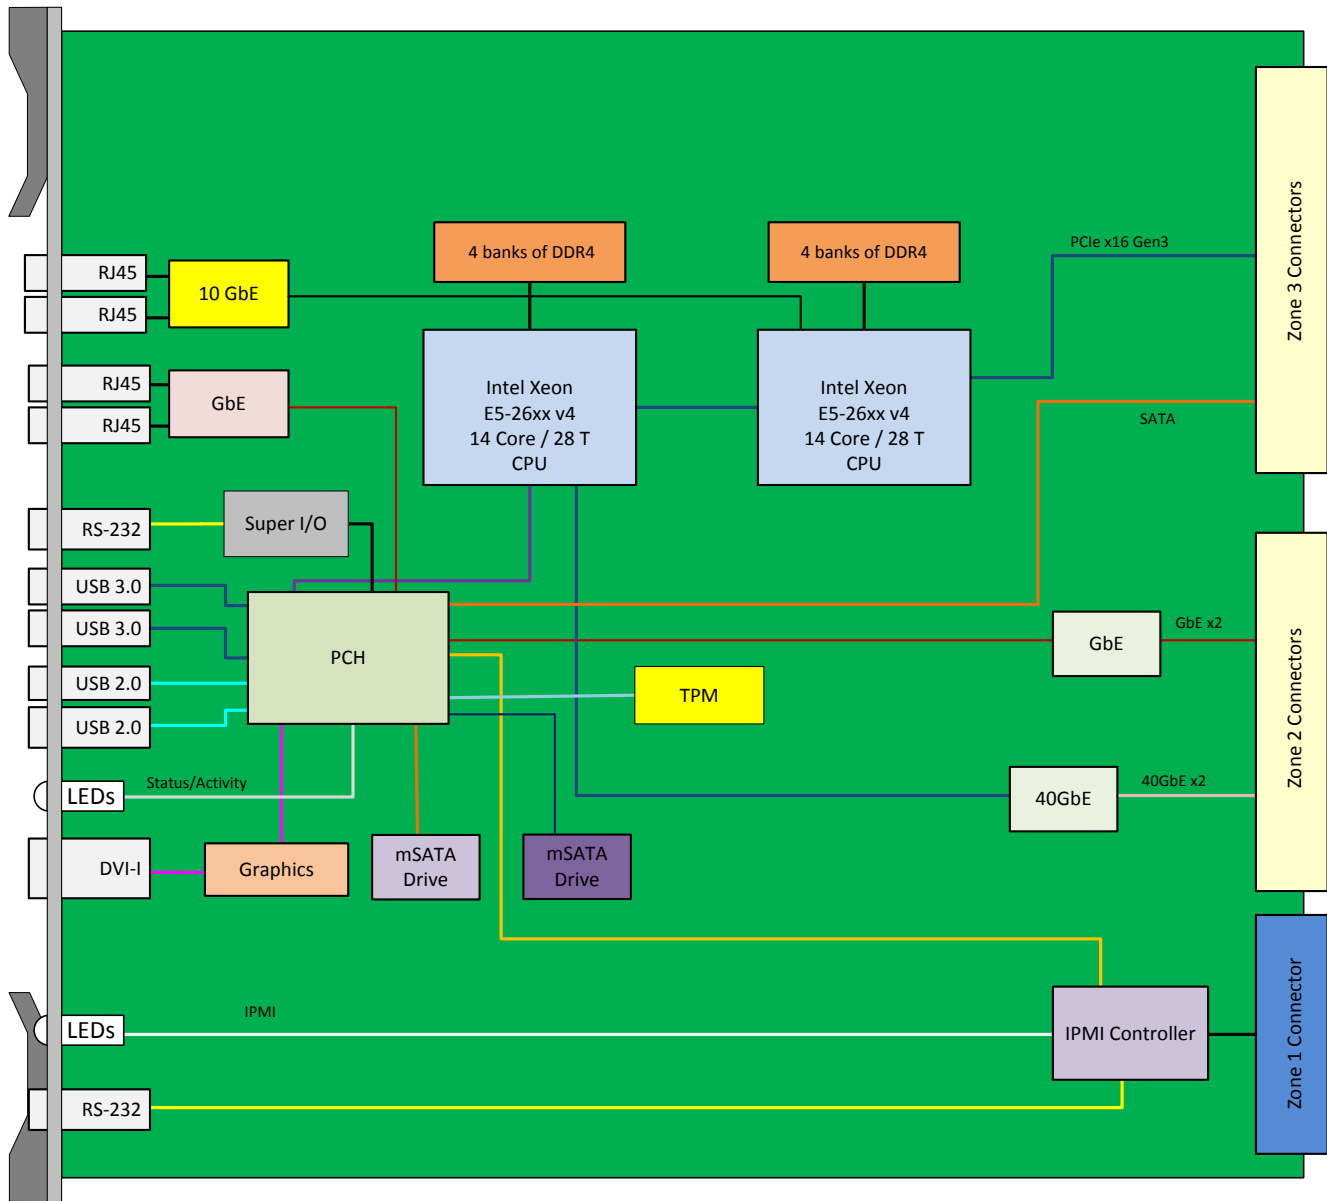 4 banks of DDR4
4 banks of DDR4
PCIe x16 Gen3
Zone 3 Connectors
RJ45
10 GbE
RJ45
RJ45
GbE
RJ45
Intel Xeon
E5-26xx v4
14 Core / 28 T
CPU
Intel Xeon
E5-26xx v4
14 Core / 28 T
CPU
SATA
RS-232
Super I/O
USB 3.0
USB 3.0
PCH
GbE
GbE x2
Zone 2 Connectors
USB 2.0
TPM
USB 2.0
Status/Activity
LEDs
40GbE
40GbE x2
DVI-I
Graphics
mSATA
Drive
mSATA
Drive
IPMI
LEDs
IPMI Controller
Zone 1 Connector
RS-232